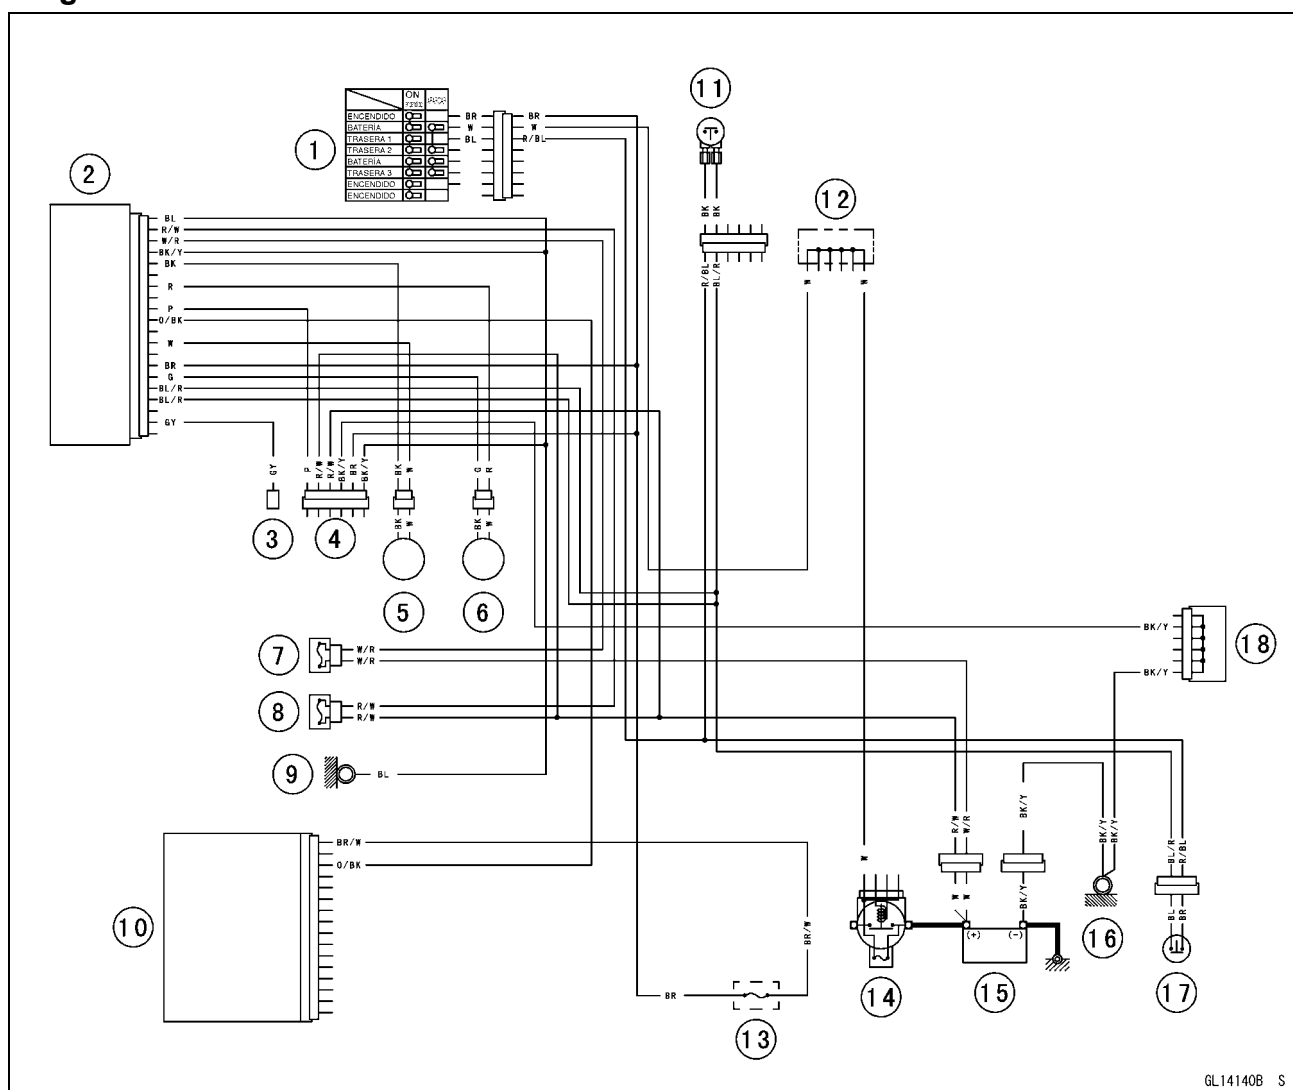 11
ON
ENCENDIDO
BATERÍA
TRASERA 1
TRASERA 2
BATERÍA
TRASERA 3
ENCENDIDO
ENCENDIDO
BR BR
W W
BL R/BL
1
2
12
BL
R/W
W/R
BK/Y
BK
R
P
O/BK
W
BR
G
BL/R
BL/R
GY
BK BK
R/BL BL/R
W W
GY P R/W R/W BK/Y BR BK/Y BK W G R
BK W BK W
3 4
5 6
7 W/R
W/R
8 R/W
R/W
9 BL
BK/Y
BK/Y
18
10
BR/W
O/BK
BR/W
BR
13
W
R/W W/R
BK/Y
BK/Y BK/Y
BL/R R/BL
W W
BK/Y
BL BR
(+) (-)
14 15 16 17
GL14140B S